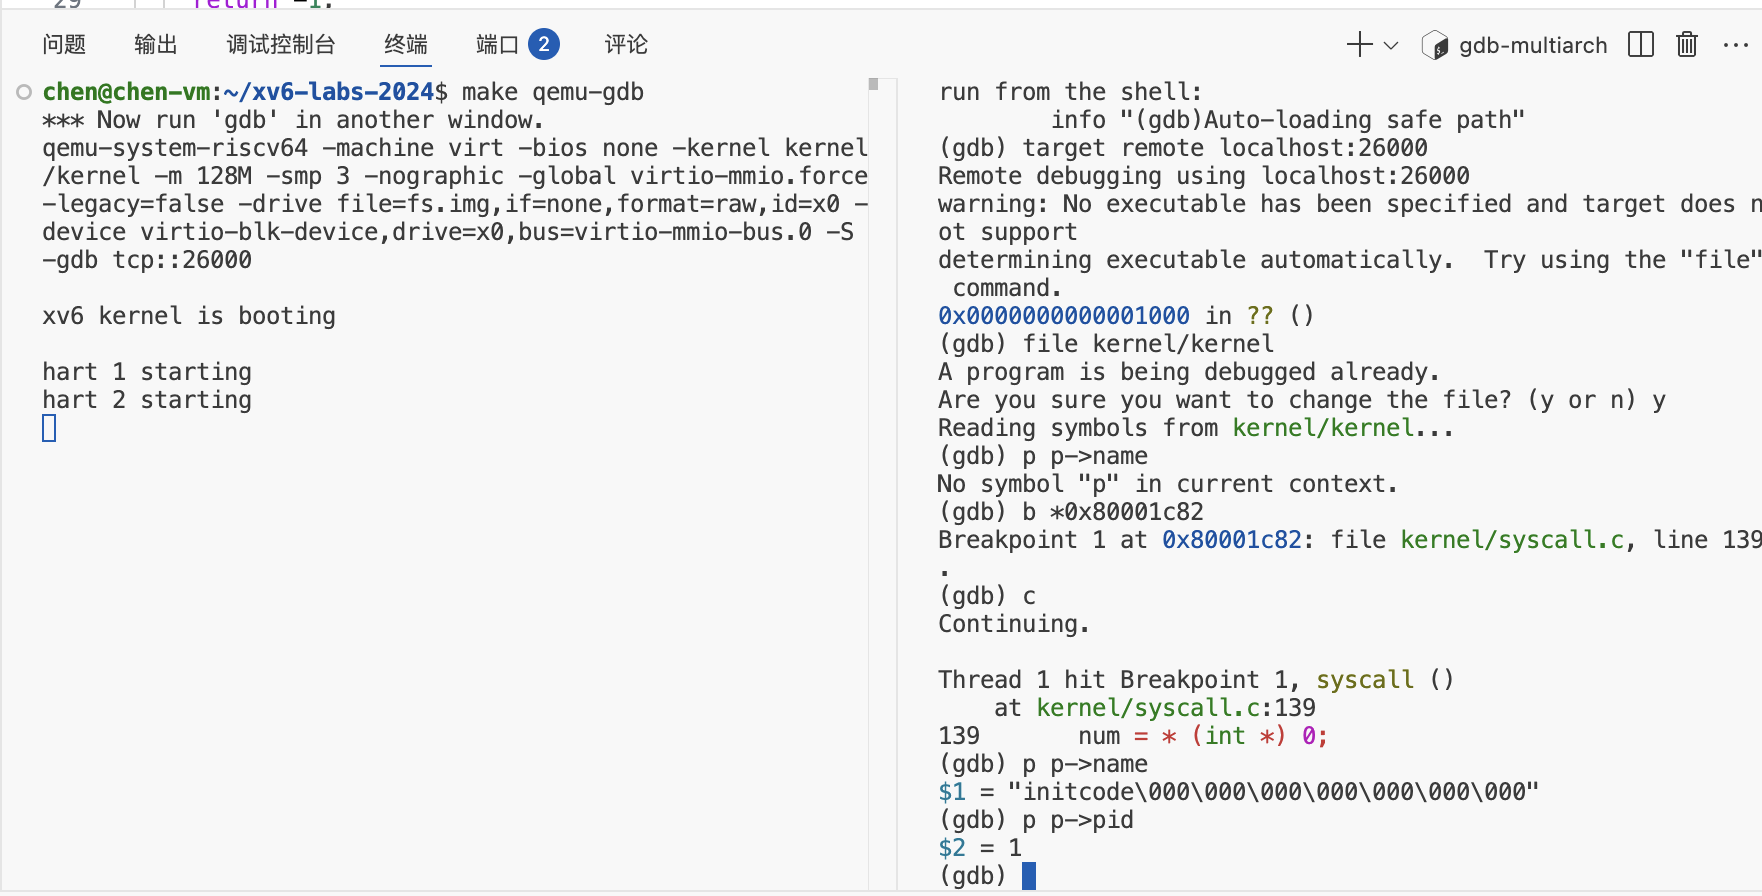 29 return -1;
问题 输出 调试控制台 终端 端口 2 评论 gdb-multiarch
chen@chen-vm:~/xv6-labs-2024$ make qemu-gdb
*** Now run 'gdb' in another window.
qemu-system-riscv64 -machine virt -bios none -kernel kernel
/kernel -m 128M -smp 3 -nographic -global virtio-mmio.force
-legacy=false -drive file=fs.img,if=none,format=raw,id=x0 -
device virtio-blk-device,drive=x0,bus=virtio-mmio-bus.0 -S
-gdb tcp::26000
xv6 kernel is booting
hart 1 starting
hart 2 starting
run from the shell:
info "(gdb)Auto-loading safe path"
(gdb) target remote localhost:26000
Remote debugging using localhost:26000
warning: No executable has been specified and target does n
ot support
determining executable automatically.  Try using the "file"
command.
0x0000000000001000 in ?? ()
(gdb) file kernel/kernel
A program is being debugged already.
Are you sure you want to change the file? (y or n) y
Reading symbols from kernel/kernel...
(gdb) p p->name
No symbol "p" in current context.
(gdb) b *0x80001c82
Breakpoint 1 at 0x80001c82: file kernel/syscall.c, line 139
.
(gdb) c
Continuing.
Thread 1 hit Breakpoint 1, syscall ()
at kernel/syscall.c:139
139       num = * (int *) 0;
(gdb) p p->name
$1 = "initcode\000\000\000\000\000\000\000"
(gdb) p p->pid
$2 = 1
(gdb)